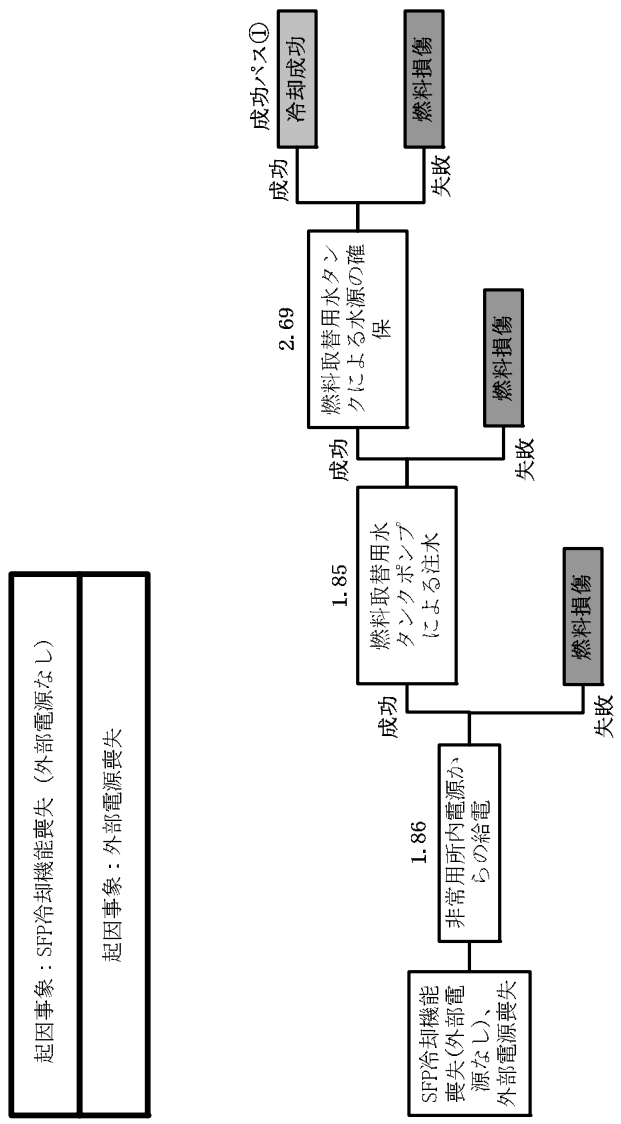 起因事象：SFP冷却機能喪失（外部電源なし）
起因事象：外部電源喪失
SFP冷却機能
喪失(外部電
源なし)、
外部電源喪失
1.86
非常用所内電源か
らの給電
成功
失敗
燃料損傷
1.85
燃料取替用水
タンクポンプ
による注水
成功
失敗
燃料損傷
2.69
燃料取替用水タン
クによる水源の確
保
成功
失敗
成功パス①
冷却成功
燃料損傷